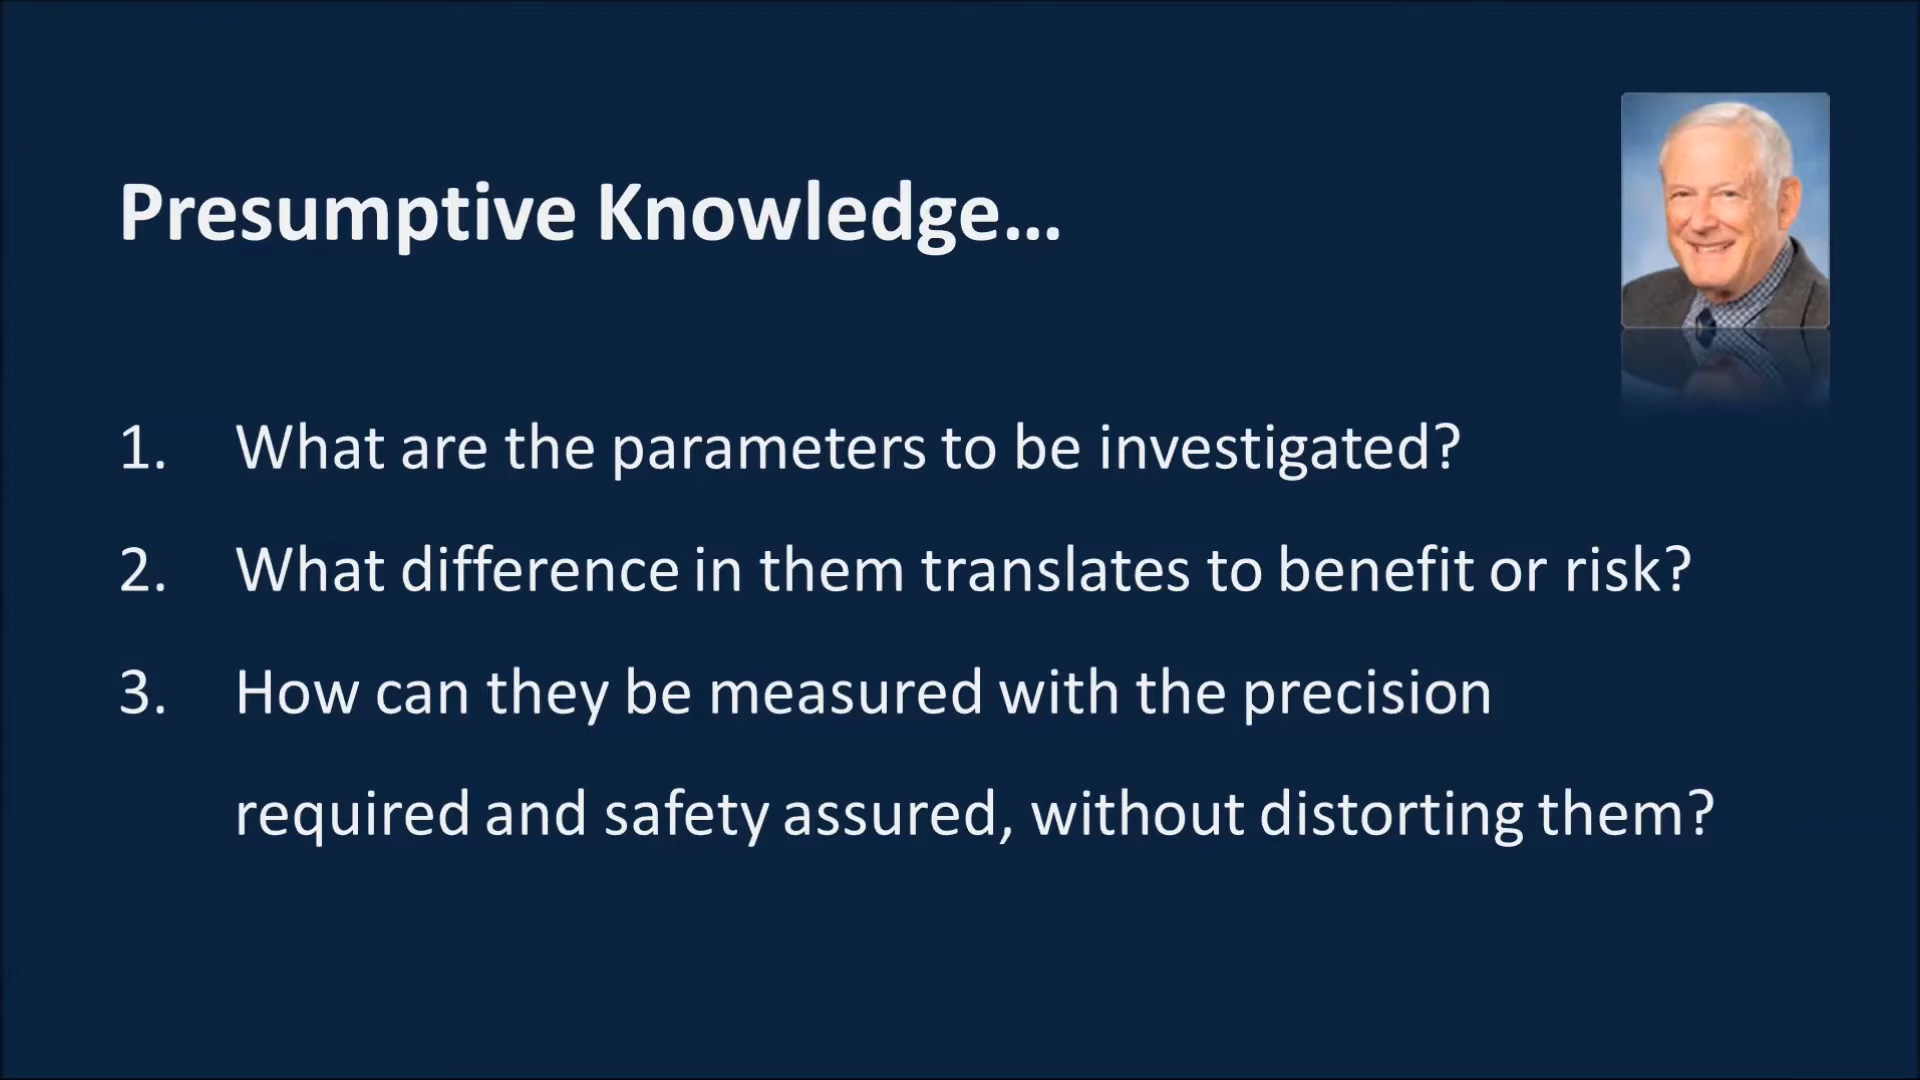 Presumptive Knowledge...
1. What are the parameters to be investigated?
2. What difference in them translates to benefit or risk?
3. How can they be measured with the precision
required and safety assured, without distorting them?